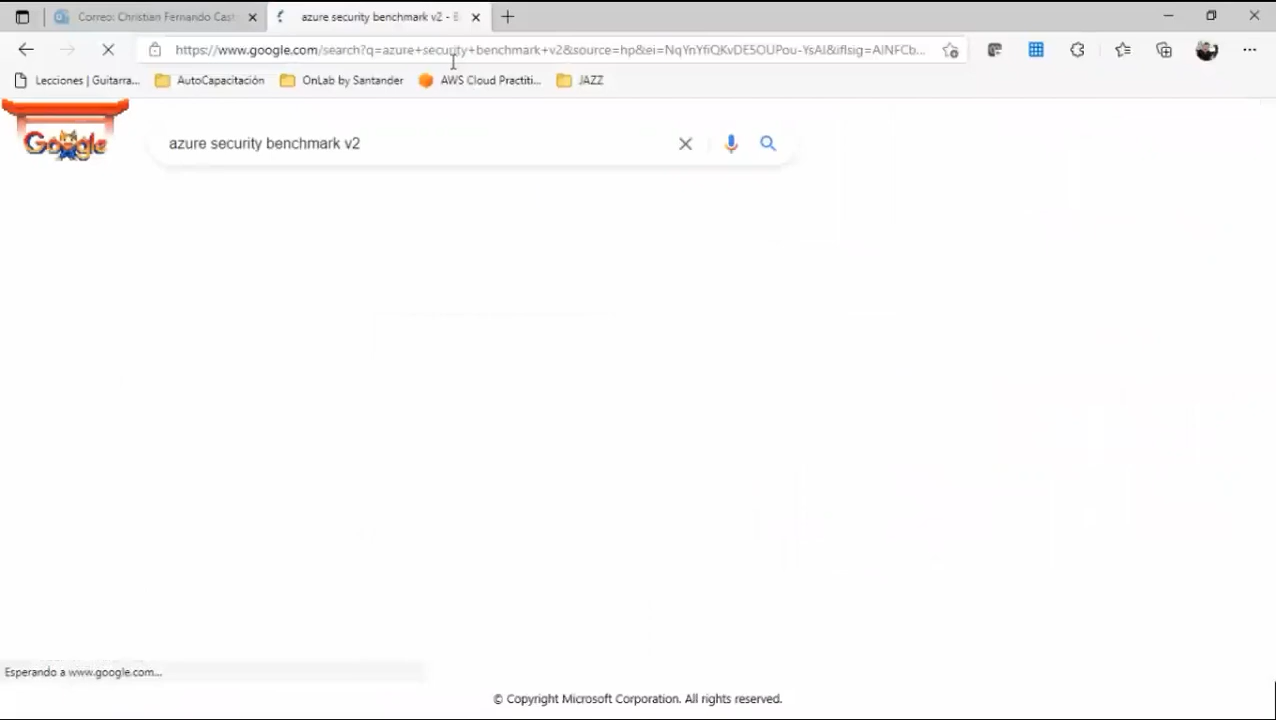 Correo: Christian Fernando Cast
azure security benchmark v2 - B
https://www.google.com/search?q=azure+security+benchmark+v2&source=hp&ei=NqYnYfiQKvDE5OUPou-YsAI&iflsig=AINFCb...
Lecciones | Guitarra...
AutoCapacitación
OnLab by Santander
AWS Cloud Practiti...
JAZZ
Google
azure security benchmark v2
Esperando a www.google.com...
© Copyright Microsoft Corporation. All rights reserved.